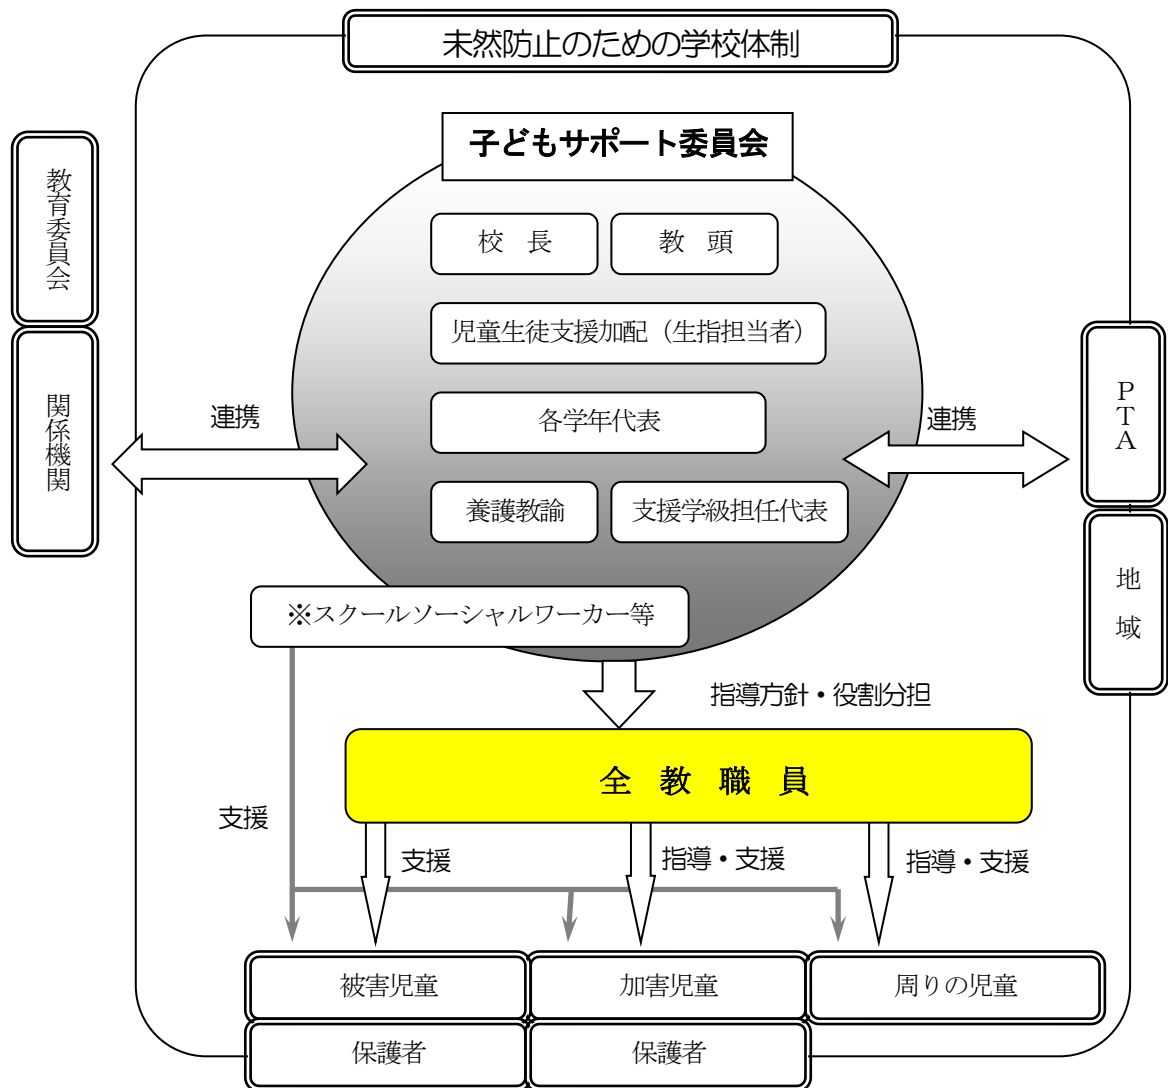 未然防止のための学校体制
子どもサポート委員会
校　長
教　頭
児童生徒支援加配（生指担当者）
各学年代表
養護教諭
支援学級担任代表
※スクールソーシャルワーカー等
教育委員会
関係機関
連携
連携
ＰＴＡ
地　域
指導方針・役割分担
全　教　職　員
支援
支援
指導・支援
指導・支援
被害児童
加害児童
周りの児童
保護者
保護者